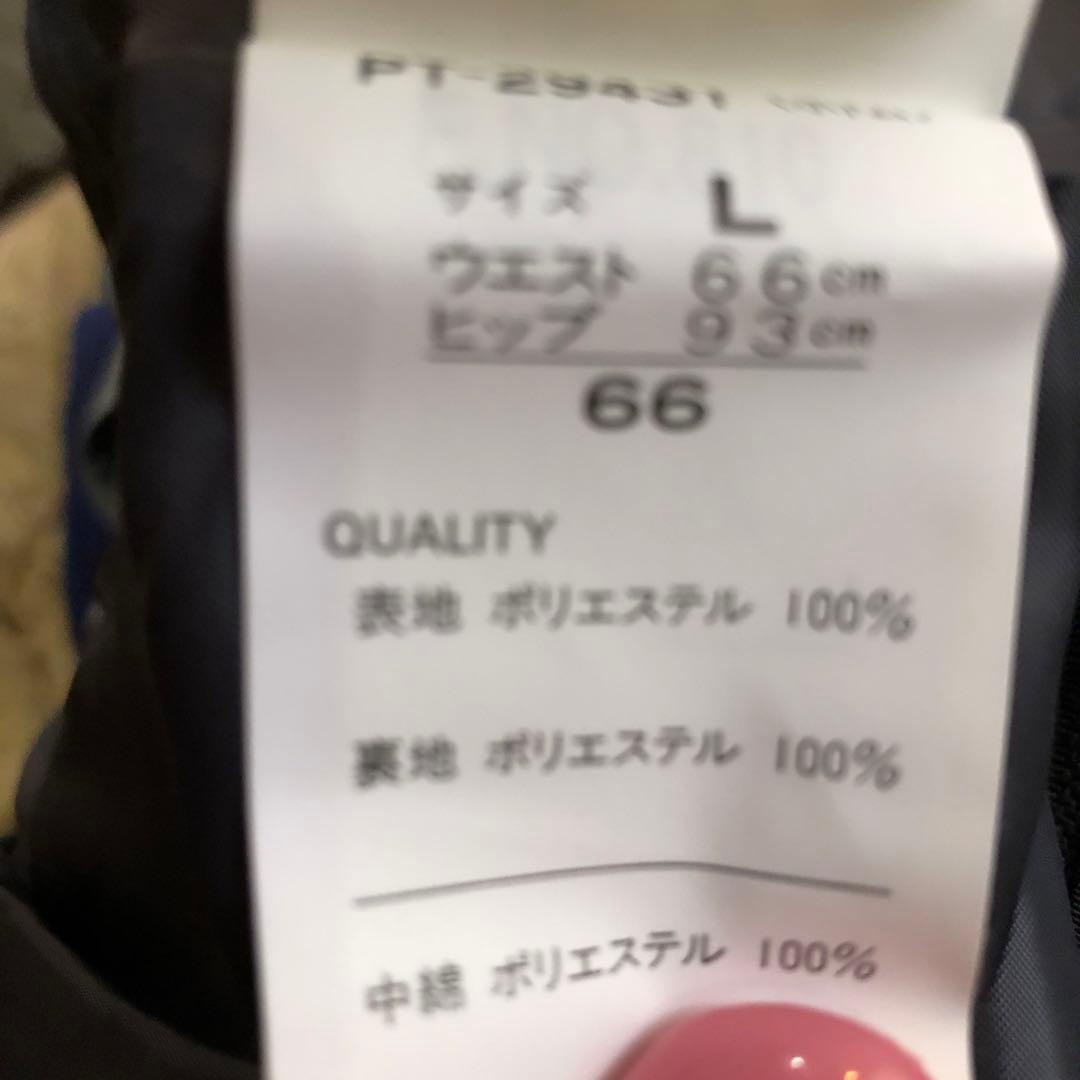 PT-29431
サイズ L
ウエスト 66cm
ヒップ 93cm
66
QUALITY
表地 ポリエステル 100%
裏地 ポリエステル 100%
中綿 ポリエステル 100%